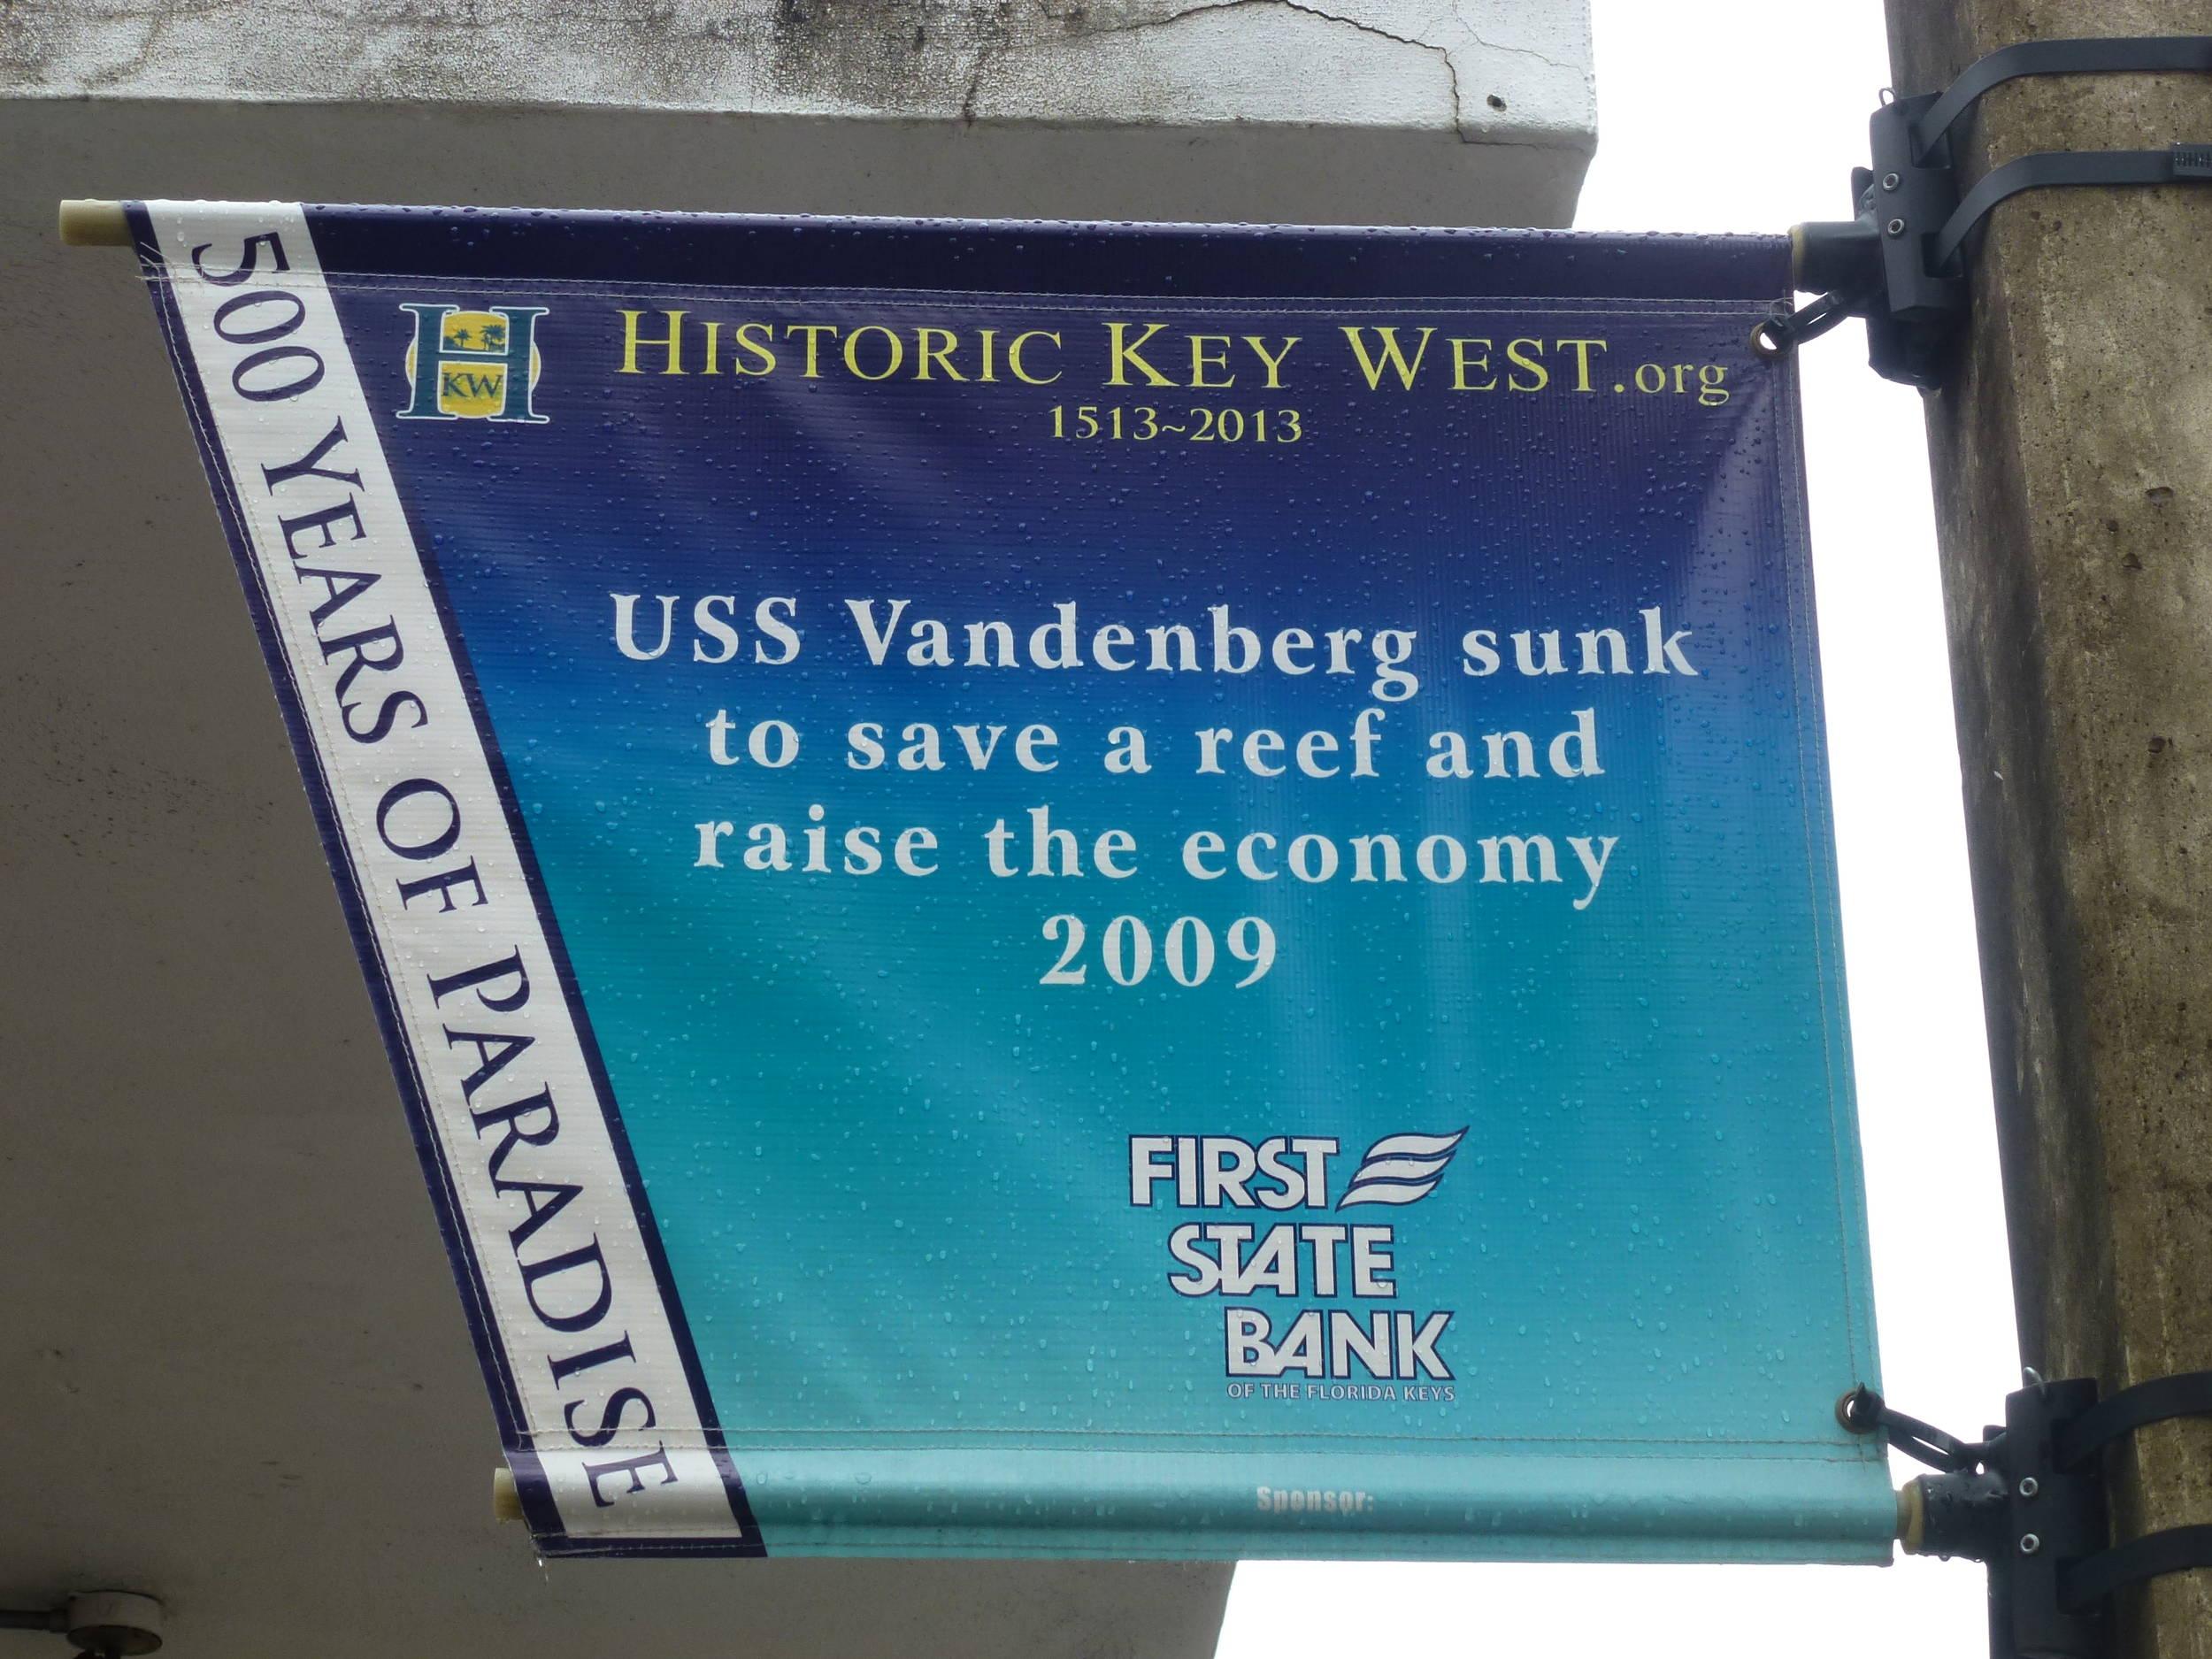 500 YEARS OF PARADISE
H
KW
HISTORIC KEY WEST.org
1513~2013
USS Vandenberg sunk
to save a reef and
raise the economy
2009
FIRST
STATE
BANK
OF THE FLORIDA KEYS
Sponsor: